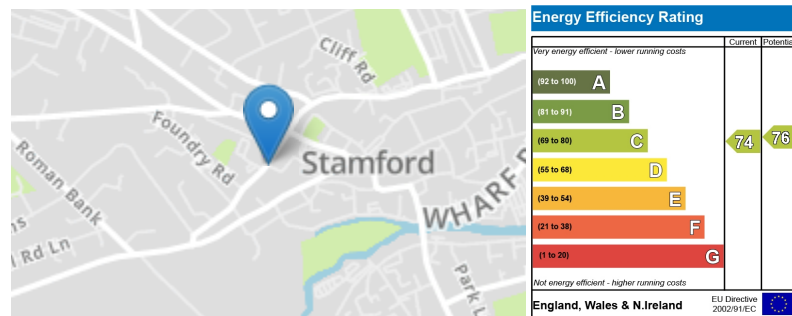 Cliff Rd
Foundry Rd
Stamford
Roman Bank
WHARF
Rd Ln
Park
Energy Efficiency Rating
Current
Very energy efficient - lower running costs
(92 to 100) A
(81 to 91) B
(69 to 80) C
74
76
(55 to 68) D
(39 to 54) E
(21 to 38) F
(1 to 20) G
Not energy efficient - higher running costs
England, Wales & N.Ireland
EU Directive
2002/91/EC